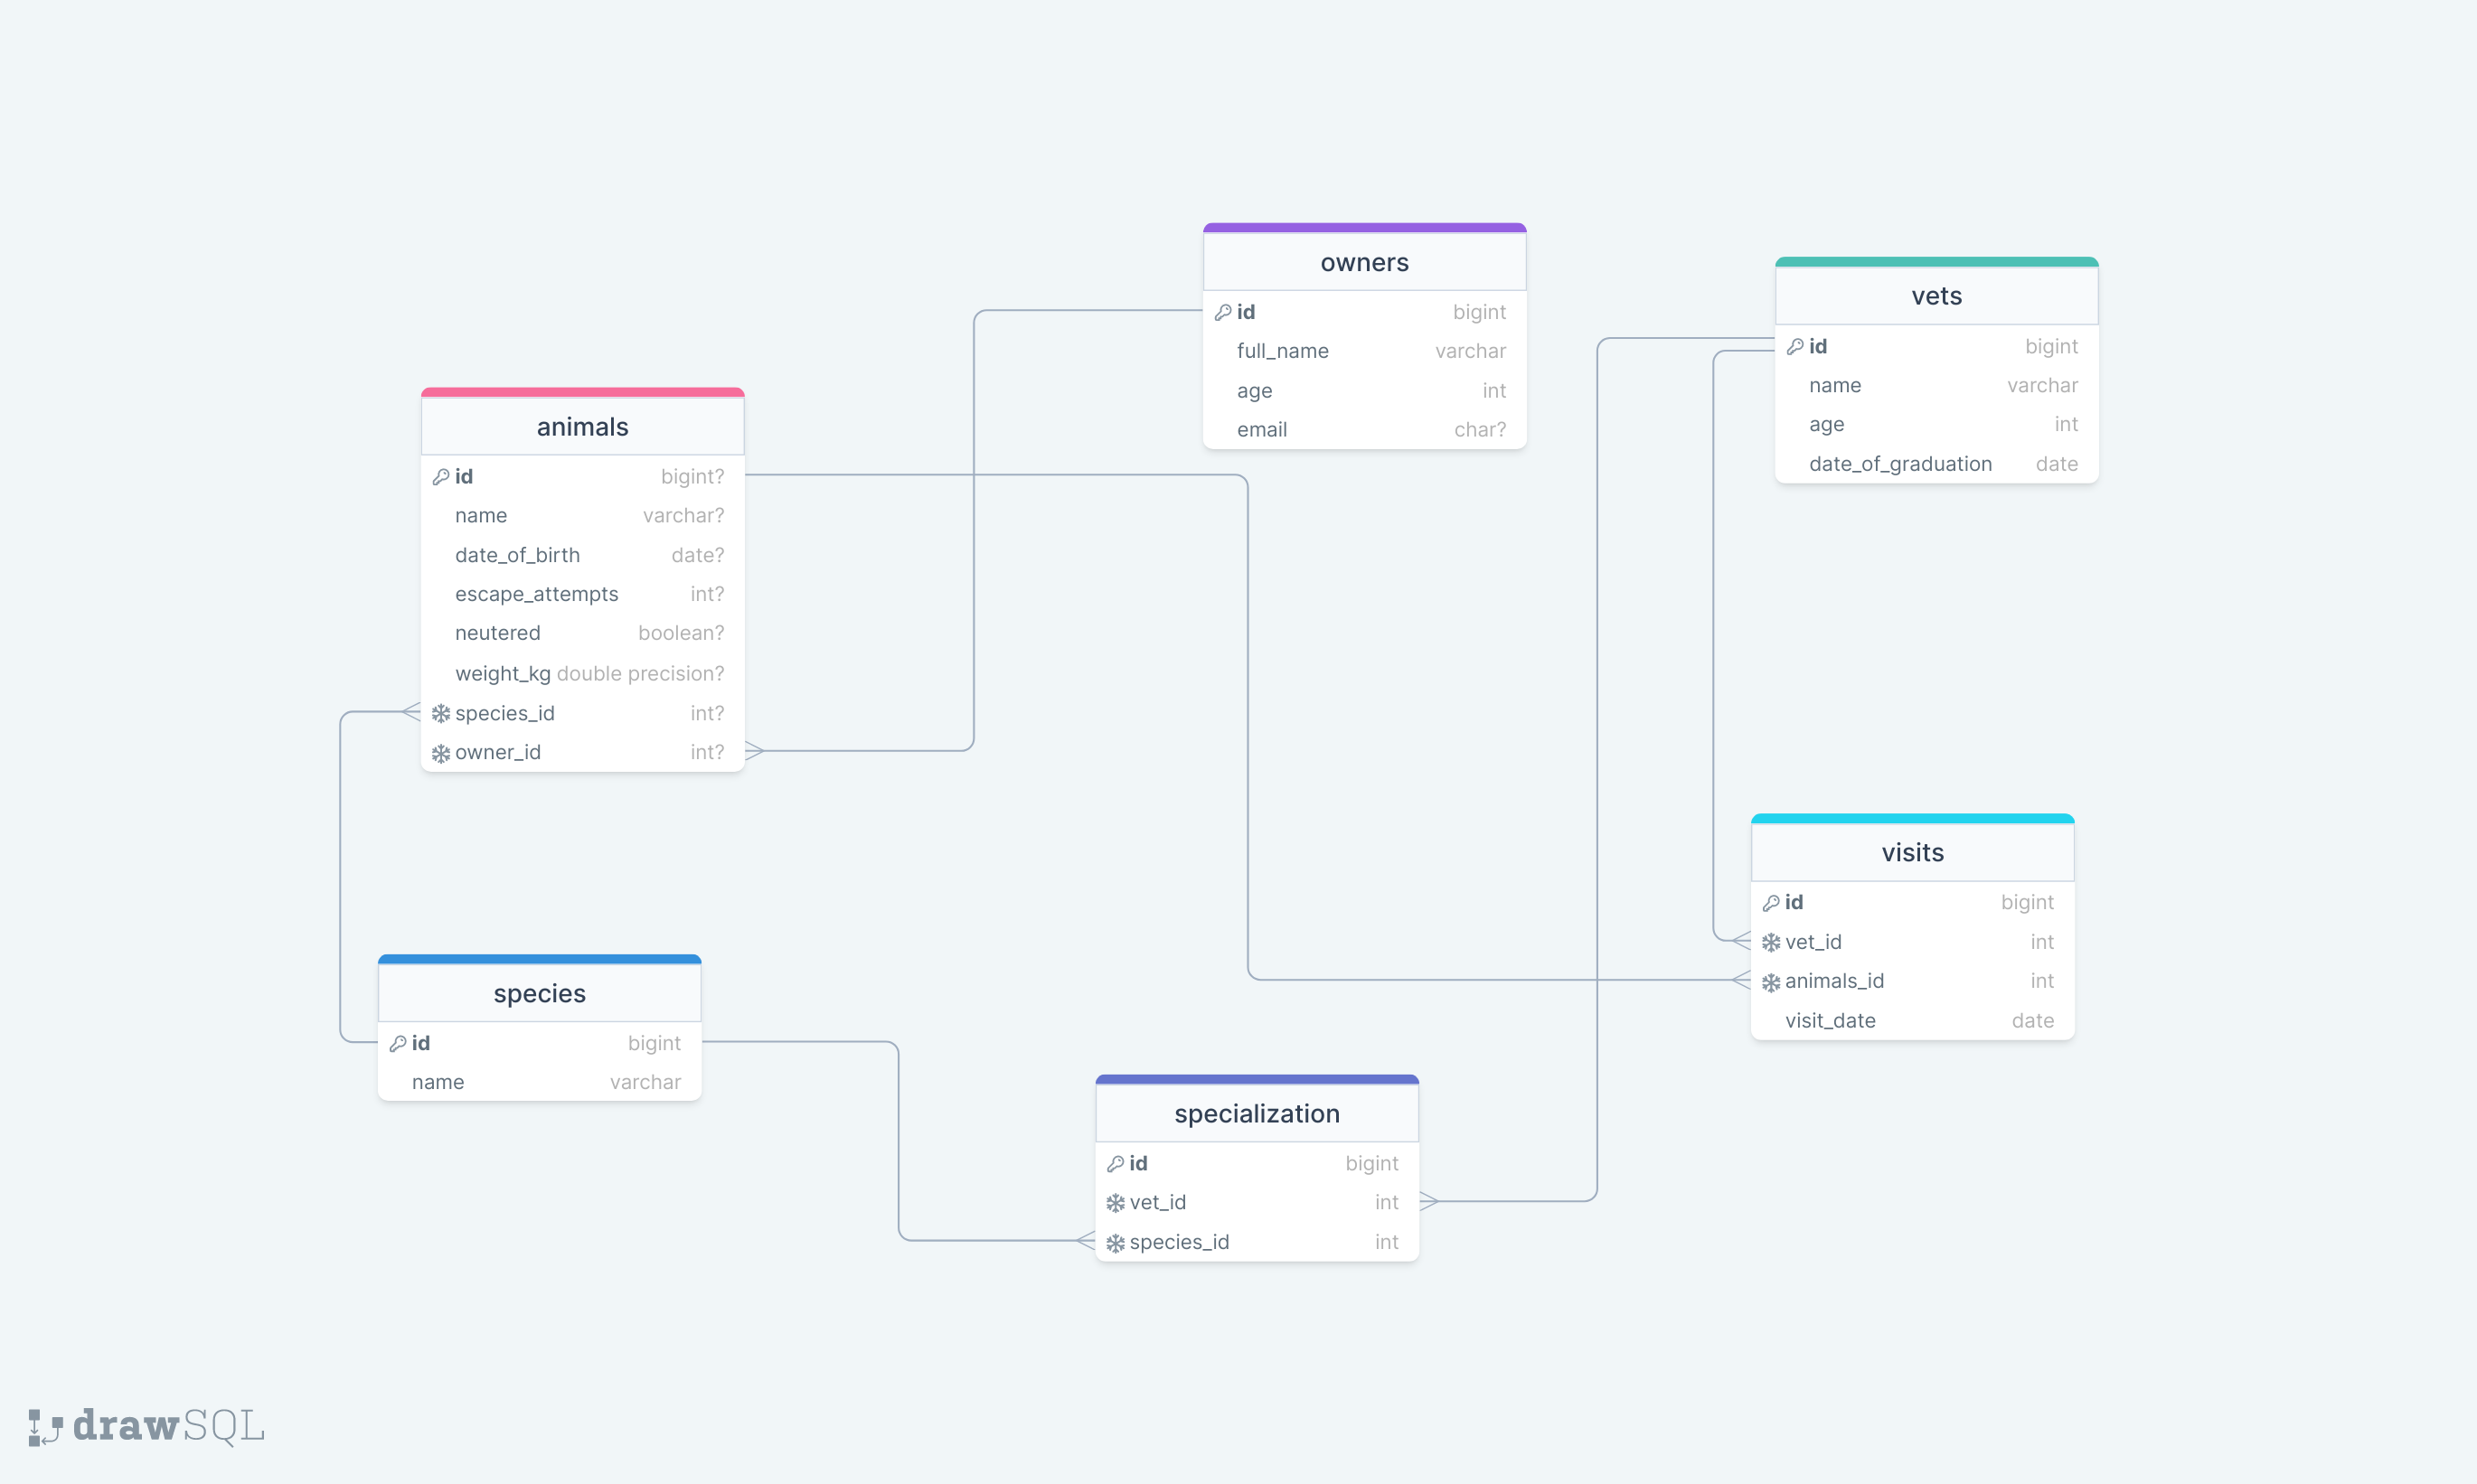 owners
id bigint
full_name varchar
age int
email char?
vets
id bigint
name varchar
age int
date_of_graduation date
animals
id bigint?
name varchar?
date_of_birth date?
escape_attempts int?
neutered boolean?
weight_kg double precision?
species_id int?
owner_id int?
visits
id bigint
vet_id int
animals_id int
visit_date date
species
id bigint
name varchar
specialization
id bigint
vet_id int
species_id int
drawSQL